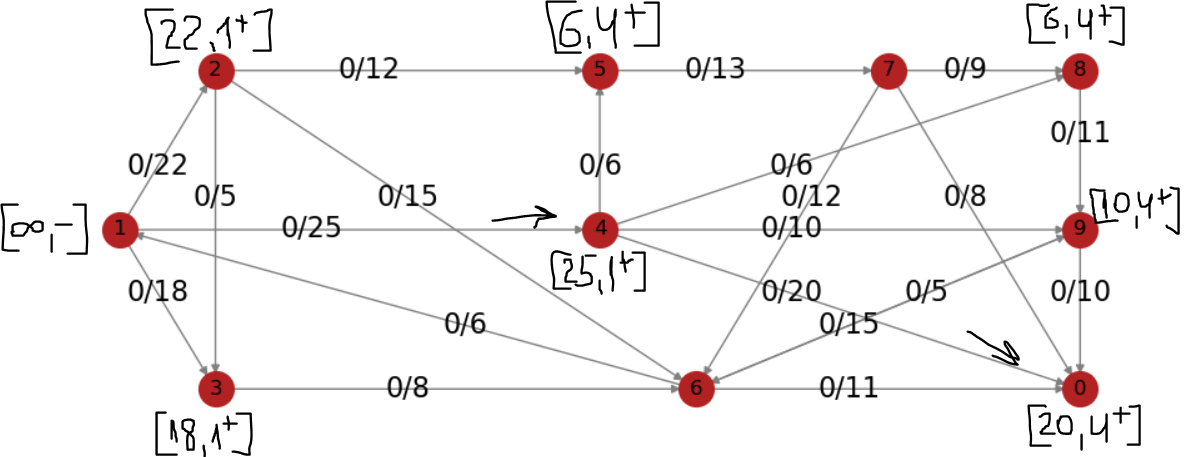 [22,1+] [6,4+] [6,4+]
2 0/12 5 0/13 7 0/9 8
0/11
0/22 0/6 0/6
0/5 0/15 0/12 0/8
[∞,-] 1 0/25 4 0/10 9 [10,4+]
[25,1+]
0/18 0/20 0/5 0/10
0/6 0/15
3 0/8 6 0/11 0
[18,1+] [20,4+]